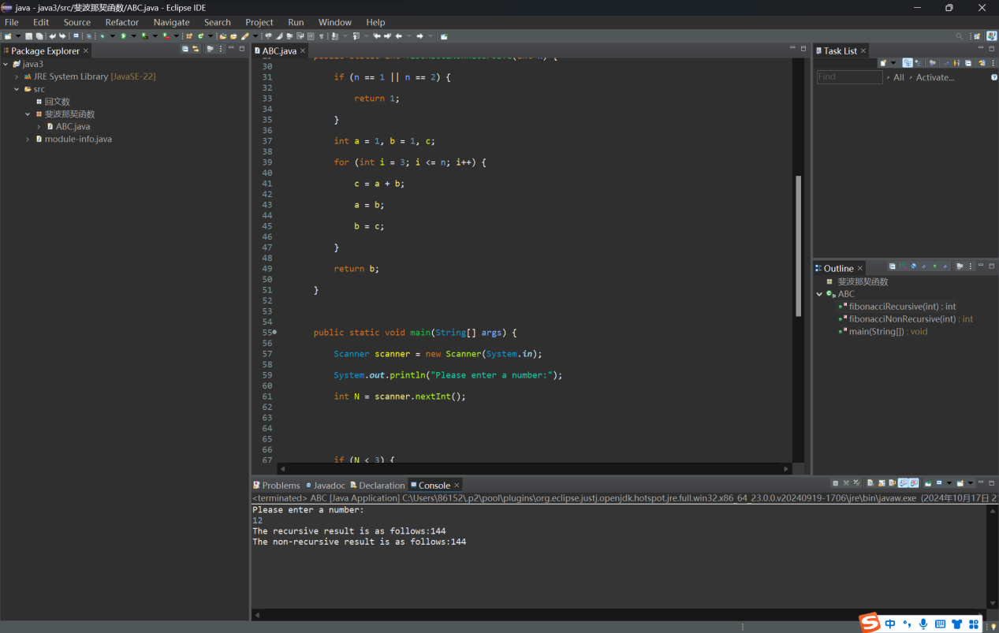 java - java3/src/斐波那契函数/ABC.java - Eclipse IDE
File Edit Source Refactor Navigate Search Project Run Window Help
Package Explorer
java3
JRE System Library [JavaSE-22]
src
回文数
斐波那契函数
ABC.java
module-info.java
ABC.java
30
31 if (n == 1 || n == 2) {
32
33 return 1;
34
35 }
36
37 int a = 1, b = 1, c;
38
39 for (int i = 3; i <= n; i++) {
40
41 c = a + b;
42
43 a = b;
44
45 b = c;
46
47 }
48
49 return b;
50
51 }
52
53
54
55 public static void main(String[] args) {
56
57 Scanner scanner = new Scanner(System.in);
58
59 System.out.println("Please enter a number:");
60
61 int N = scanner.nextInt();
62
63
64
65
66
67 if (N < 3) {
Task List
Find All Activate...
Outline
斐波那契函数
ABC
fibonacciRecursive(int) : int
fibonacciNonRecursive(int) : int
main(String[]) : void
Problems Javadoc Declaration Console
<terminated> ABC [Java Application] C:\Users\86152\.p2\pool\plugins\org.eclipse.justj.openjdk.hotspot.jre.full.win32.x86_64_23.0.0.v20240919-1706\jre\bin\javaw.exe (2024年10月17日 2
Please enter a number:
12
The recursive result is as follows:144
The non-recursive result is as follows:144
S 中